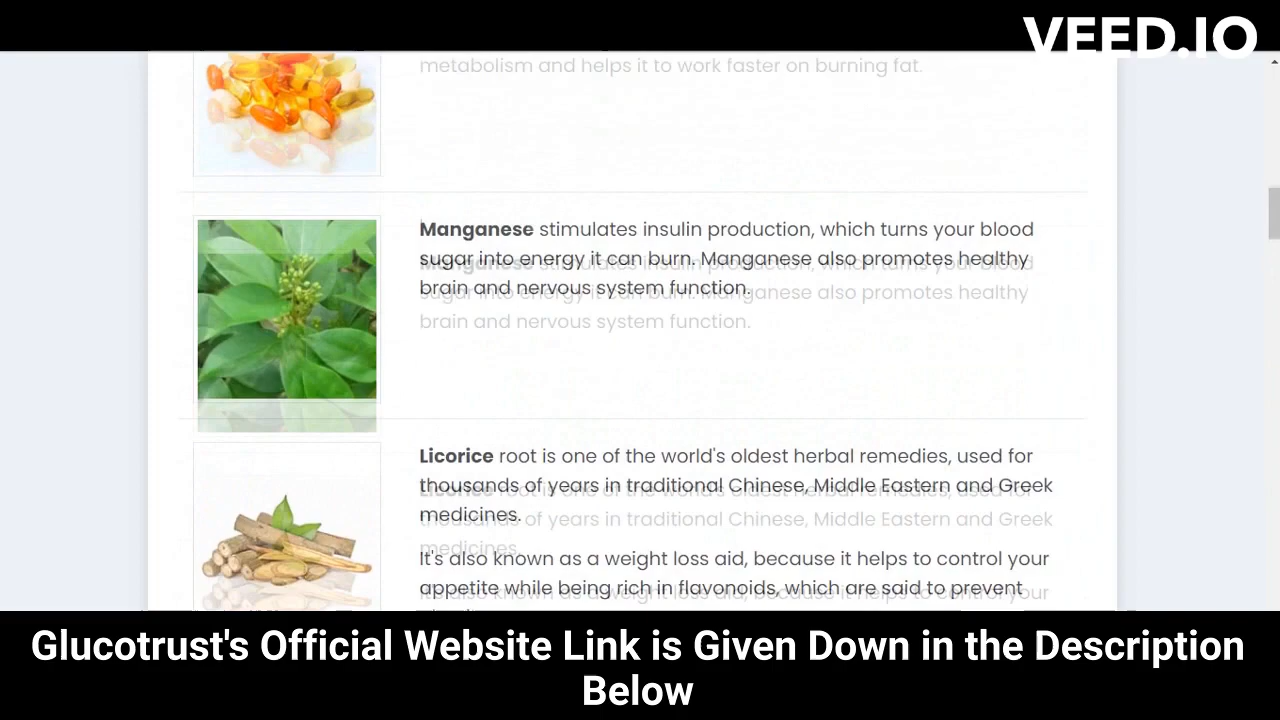 VEED.IO
metabolism and helps it to work faster on burning fat.
Manganese stimulates insulin production, which turns your blood
sugar into energy it can burn. Manganese also promotes healthy
brain and nervous system function.
Licorice root is one of the world's oldest herbal remedies, used for
thousands of years in traditional Chinese, Middle Eastern and Greek
medicines.
It's also known as a weight loss aid, because it helps to control your
appetite while being rich in flavonoids, which are said to prevent
Glucotrust's Official Website Link is Given Down in the Description
Below